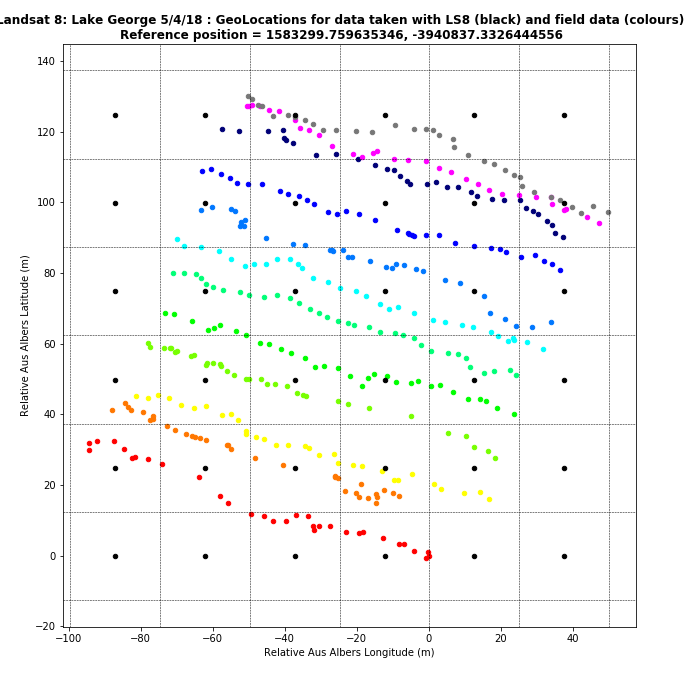 Landsat 8: Lake George 5/4/18 : GeoLocations for data taken with LS8 (black) and field data (colours)
Reference position = 1583299.759635346, -3940837.3326444556
140
120
100
80
60
40
20
0
−20
Relative Aus Albers Latitude (m)
−100 −80 −60 −40 −20 0 20 40
Relative Aus Albers Longitude (m)